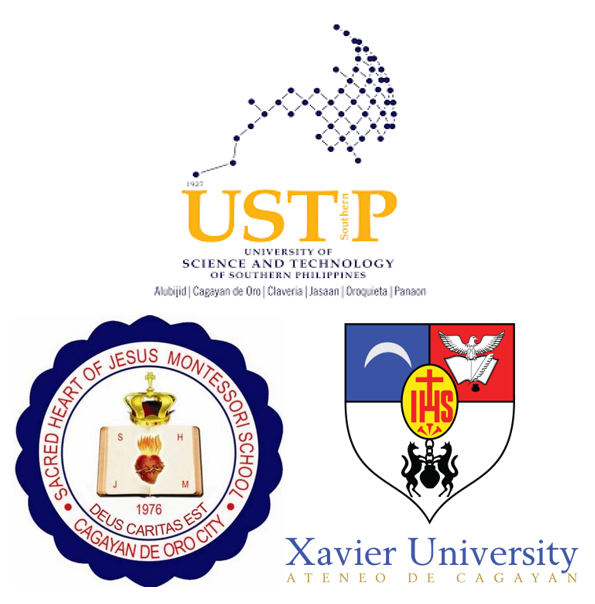 1927
USTP
Southern
UNIVERSITY OF
SCIENCE AND TECHNOLOGY
OF SOUTHERN PHILIPPINES
Alubijid | Cagayan de Oro | Claveria | Jasaan | Oroquieta | Panaon
SACRED HEART OF JESUS MONTESSORI SCHOOL
S H
J M
1976
DEUS CARITAS EST
CAGAYAN DE ORO CITY
IHS
Xavier University
ATENEO DE CAGAYAN